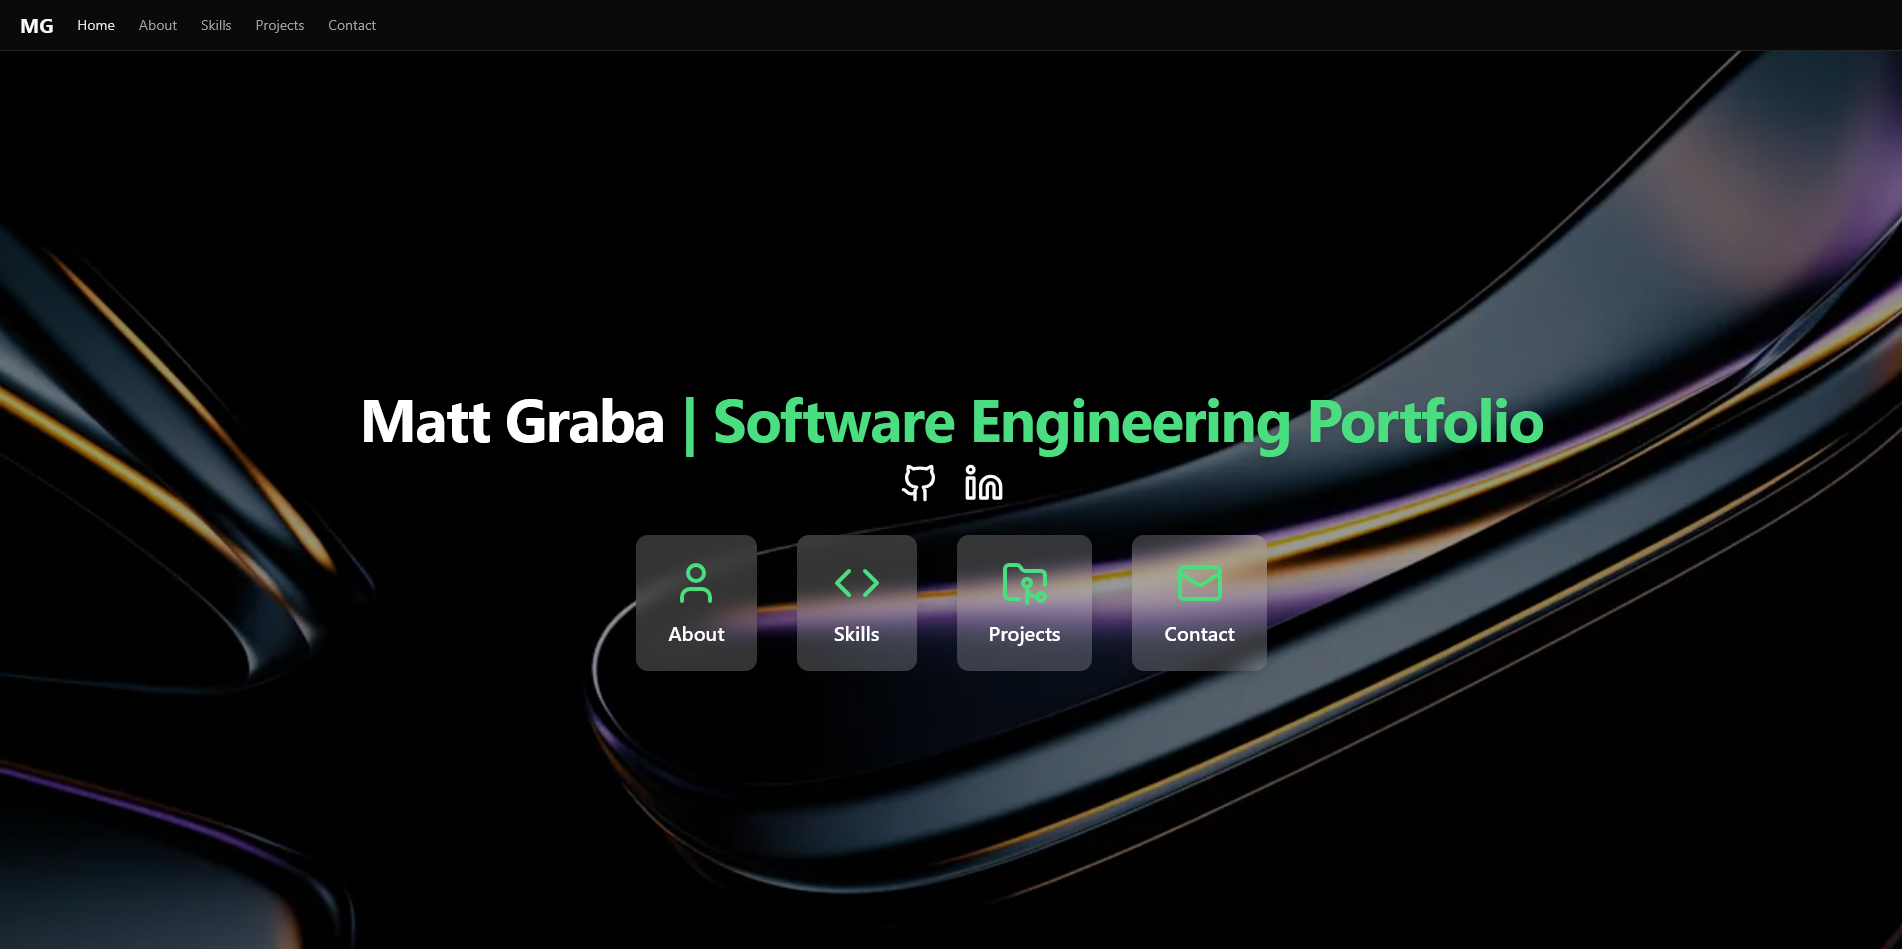 MG Home About Skills Projects Contact
Matt Graba | Software Engineering Portfolio
About Skills Projects Contact